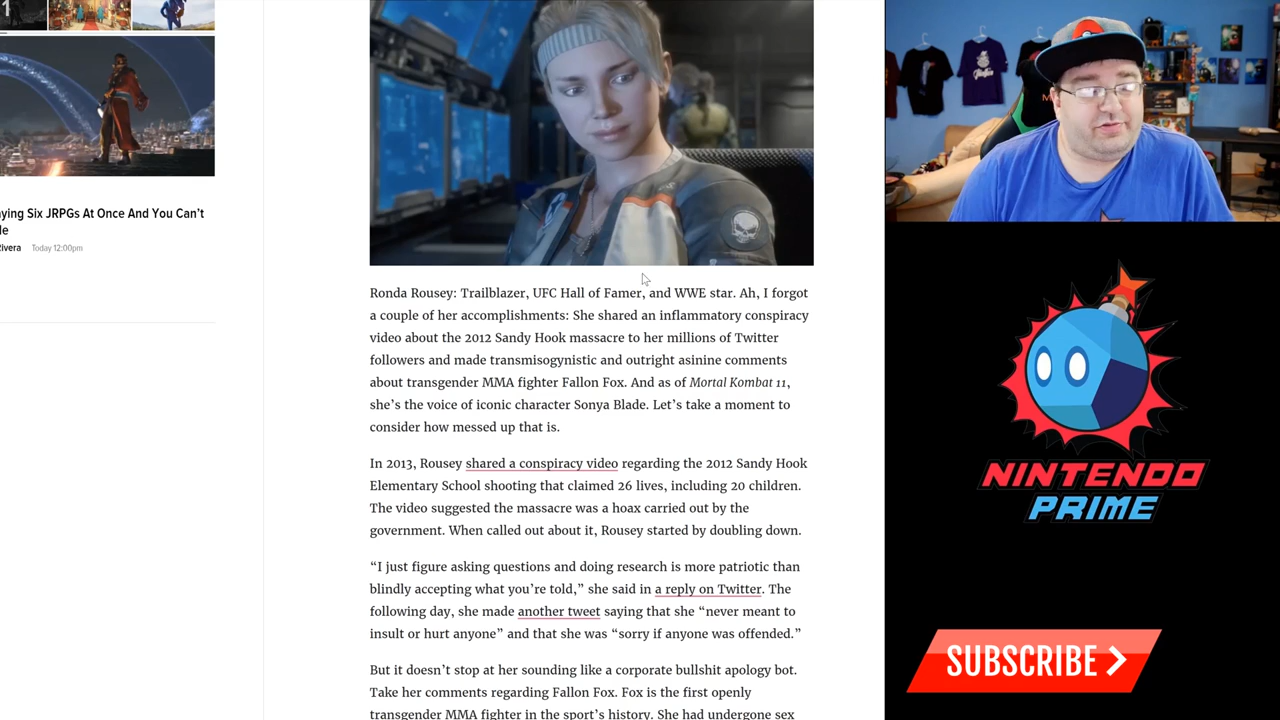 1
aying Six JRPGs At Once And You Can't
le
Rivera Today 12:00pm
Ronda Rousey: Trailblazer, UFC Hall of Famer, and WWE star. Ah, I forgot
a couple of her accomplishments: She shared an inflammatory conspiracy
video about the 2012 Sandy Hook massacre to her millions of Twitter
followers and made transmisogynistic and outright asinine comments
about transgender MMA fighter Fallon Fox. And as of Mortal Kombat 11,
she's the voice of iconic character Sonya Blade. Let's take a moment to
consider how messed up that is.
In 2013, Rousey shared a conspiracy video regarding the 2012 Sandy Hook
Elementary School shooting that claimed 26 lives, including 20 children.
The video suggested the massacre was a hoax carried out by the
government. When called out about it, Rousey started by doubling down.
“I just figure asking questions and doing research is more patriotic than
blindly accepting what you're told,” she said in a reply on Twitter. The
following day, she made another tweet saying that she “never meant to
insult or hurt anyone” and that she was “sorry if anyone was offended.”
But it doesn't stop at her sounding like a corporate bullshit apology bot.
Take her comments regarding Fallon Fox. Fox is the first openly
transgender MMA fighter in the sport's history. She had undergone sex
NINTENDO
PRIME
SUBSCRIBE